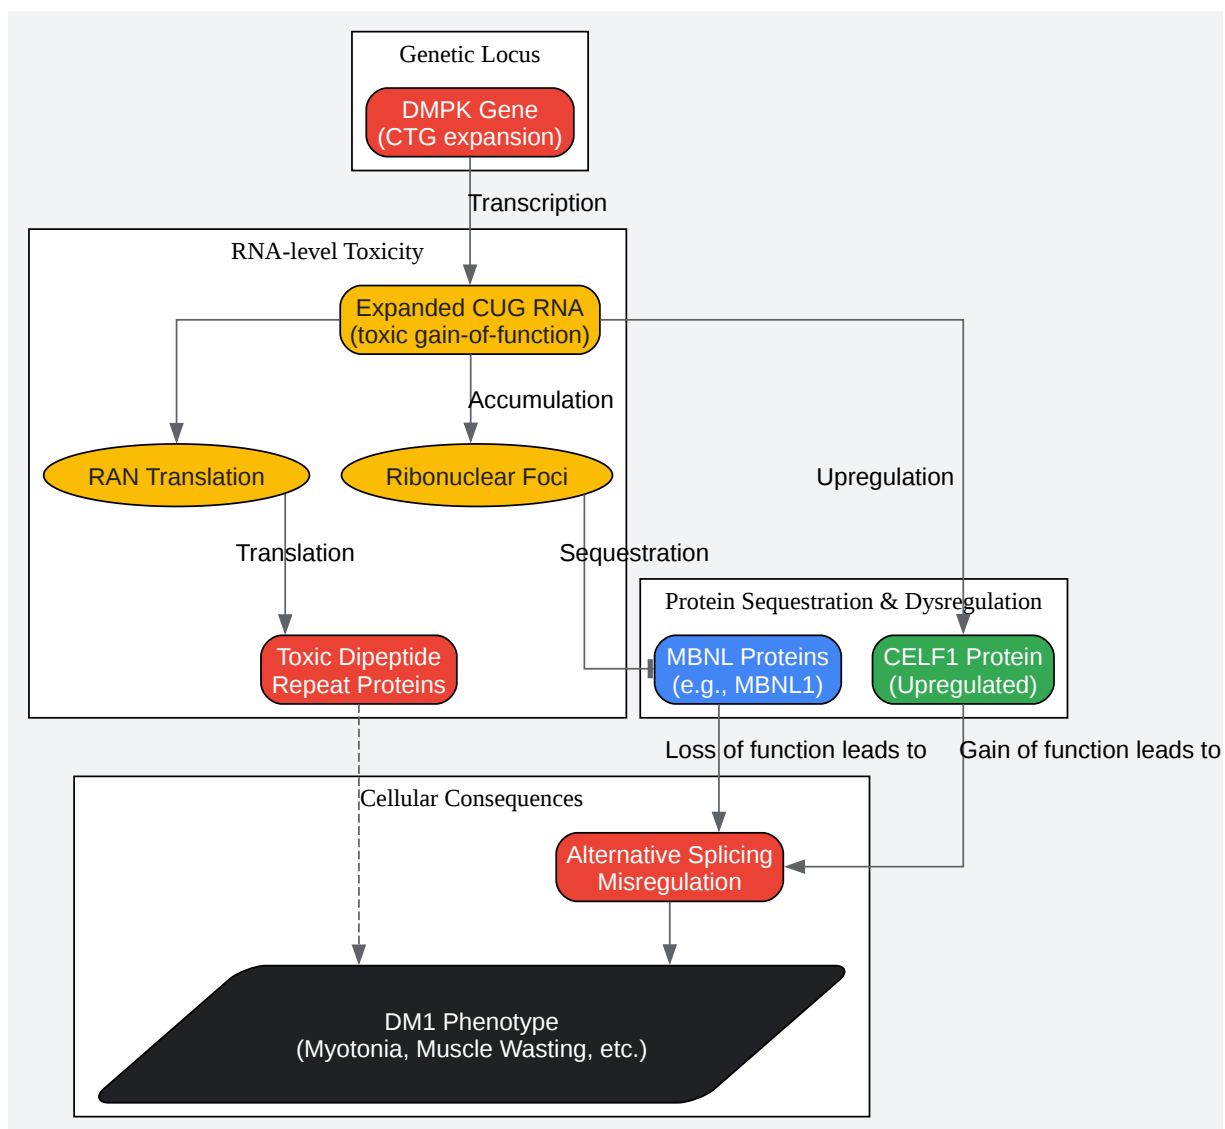 Genetic Locus
DMPK Gene
(CTG expansion)
Transcription
RNA-level Toxicity
Expanded CUG RNA
(toxic gain-of-function)
Accumulation
RAN Translation
Ribonuclear Foci
Upregulation
Translation
Sequestration
Protein Sequestration & Dysregulation
Toxic Dipeptide
Repeat Proteins
MBNL Proteins
(e.g., MBNL1)
CELF1 Protein
(Upregulated)
Loss of function leads to
Gain of function leads to
Cellular Consequences
Alternative Splicing
Misregulation
DM1 Phenotype
(Myotonia, Muscle Wasting, etc.)